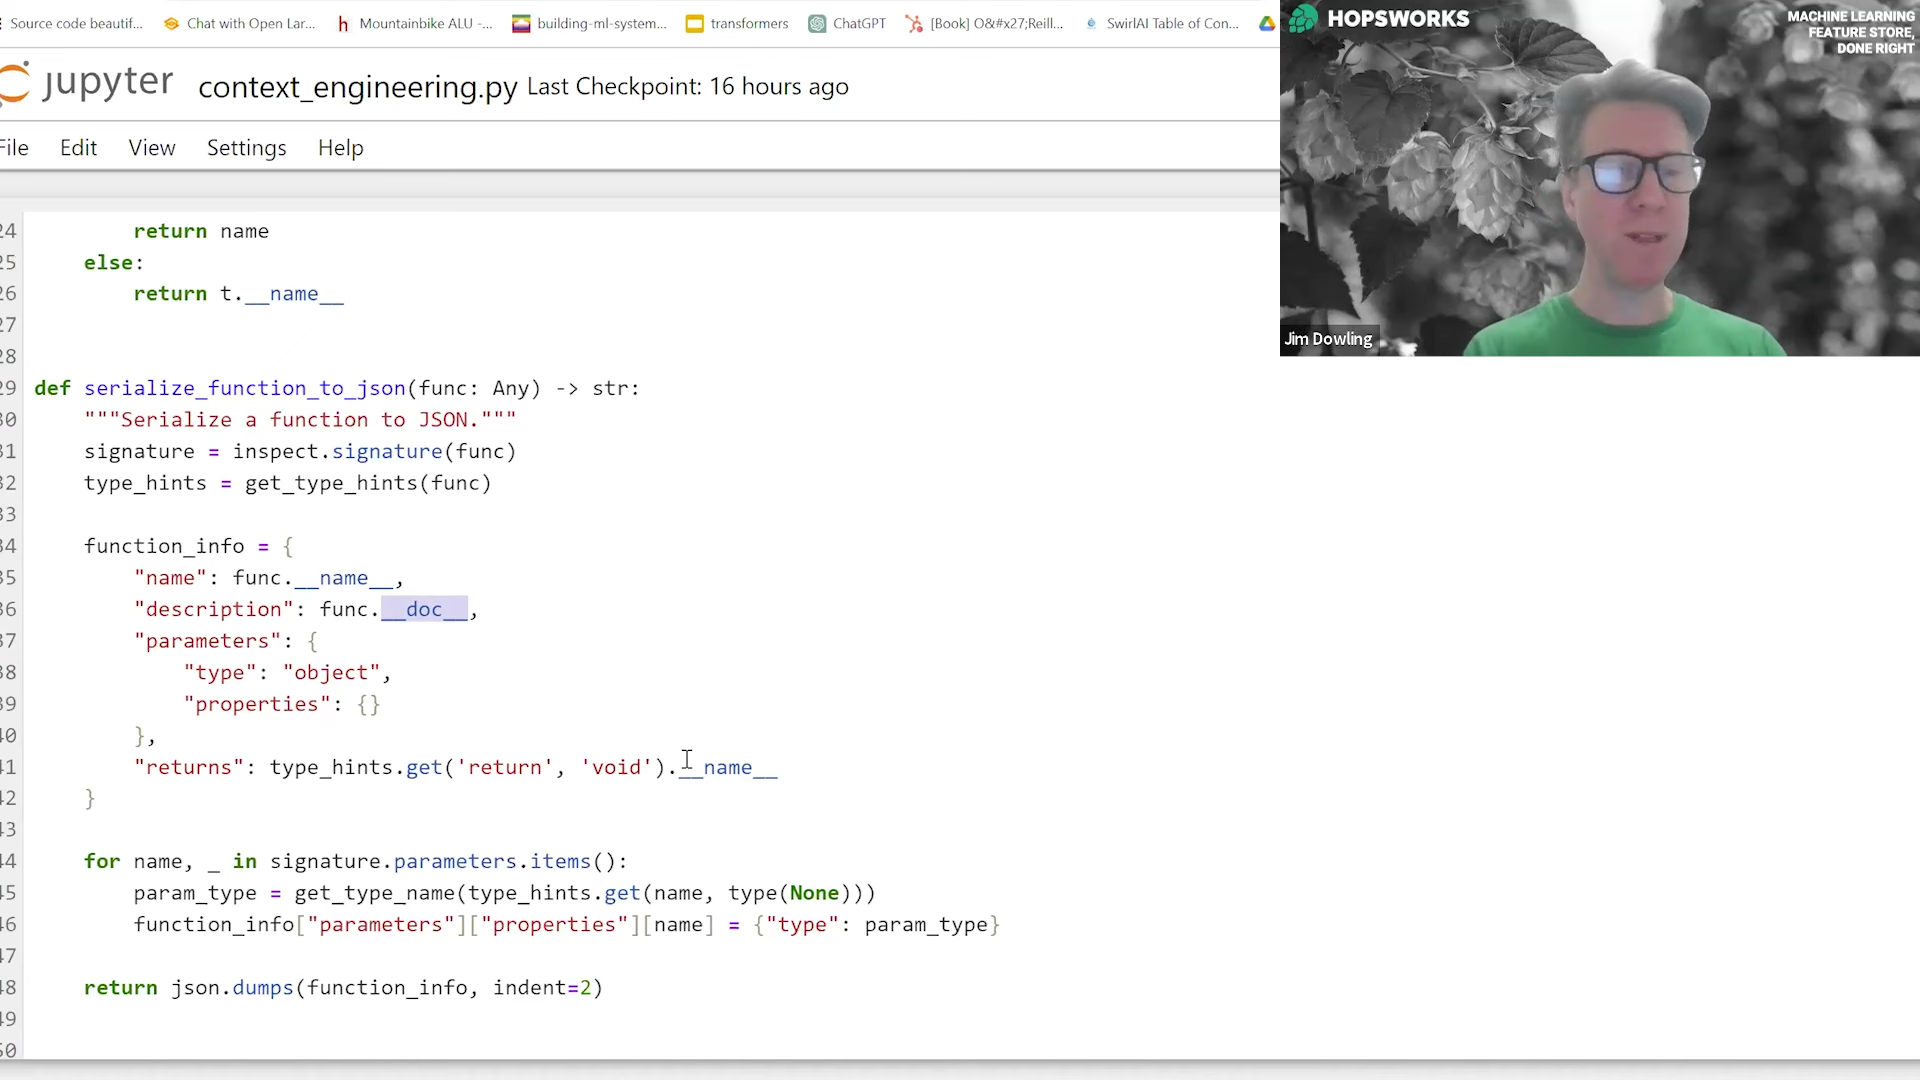 Source code beautif... Chat with Open Lar... Mountainbike ALU -... building-ml-system... transformers ChatGPT [Book] O&#x27;Reill... SwirlAI Table of Con...
HOPSWORKS
MACHINE LEARNING
FEATURE STORE,
DONE RIGHT
jupyter context_engineering.py Last Checkpoint: 16 hours ago
File Edit View Settings Help
Jim Dowling
24 return name
25 else:
26 return t.__name__
27
28
29 def serialize_function_to_json(func: Any) -> str:
30 """Serialize a function to JSON."""
31 signature = inspect.signature(func)
32 type_hints = get_type_hints(func)
33
34 function_info = {
35 "name": func.__name__,
36 "description": func.__doc__,
37 "parameters": {
38 "type": "object",
39 "properties": {}
40 },
41 "returns": type_hints.get('return', 'void').__name__
42 }
43
44 for name, _ in signature.parameters.items():
45 param_type = get_type_name(type_hints.get(name, type(None)))
46 function_info["parameters"]["properties"][name] = {"type": param_type}
47
48 return json.dumps(function_info, indent=2)
49
50